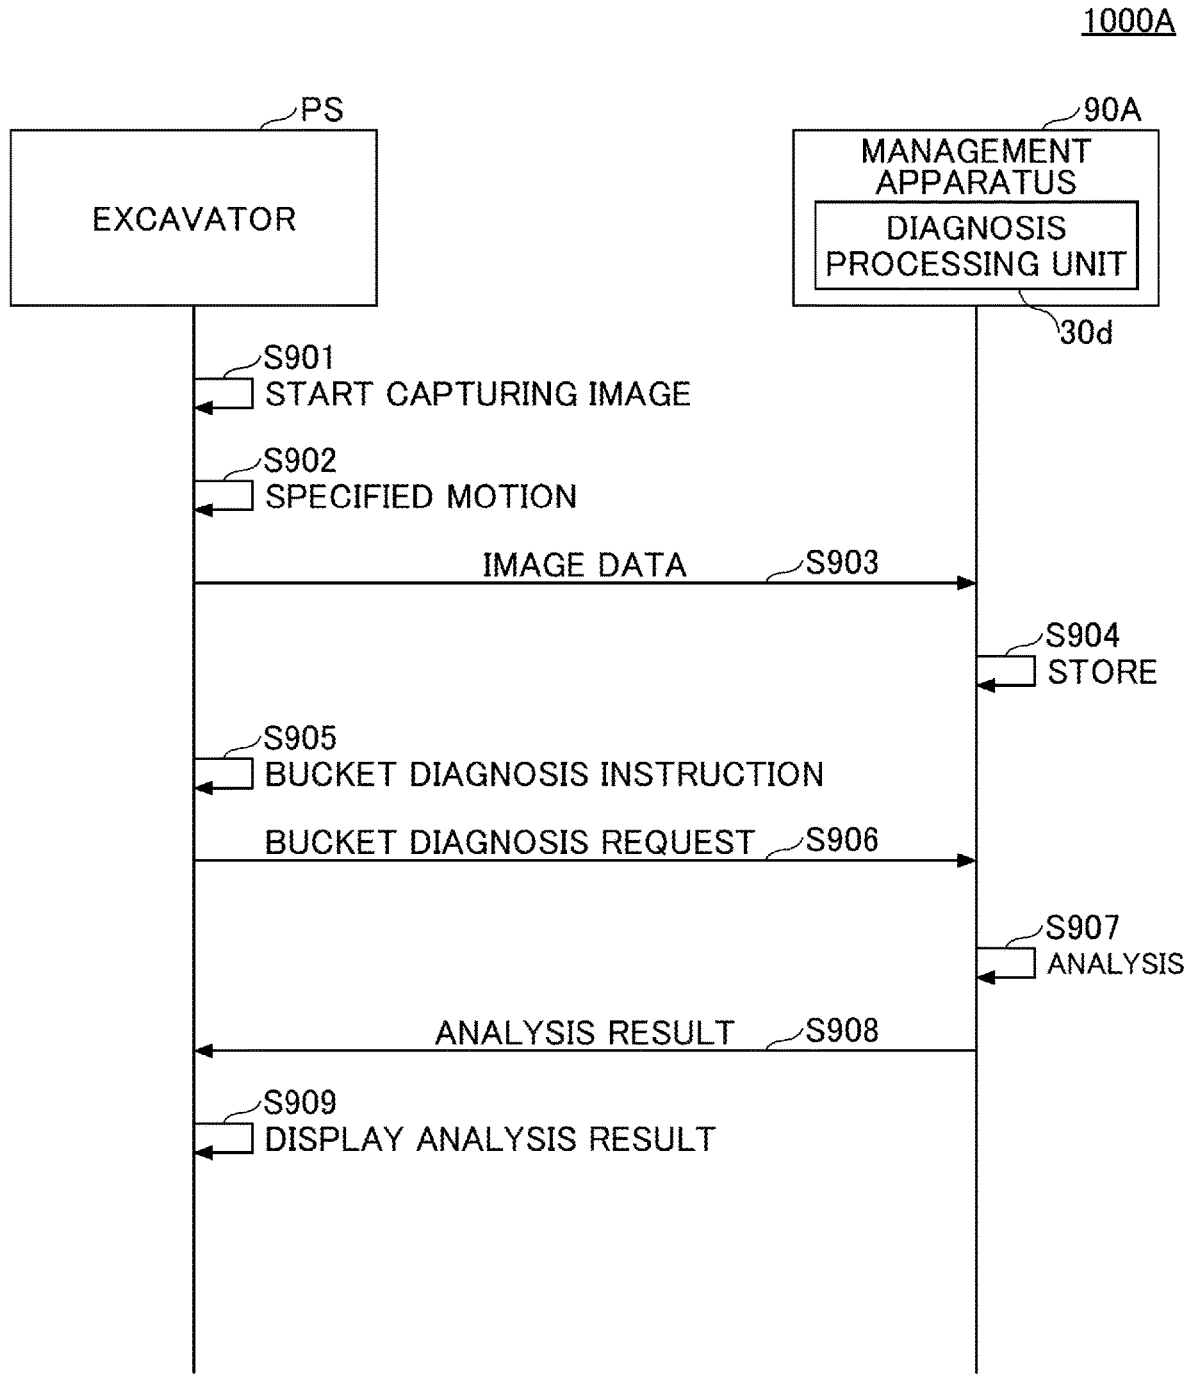 1000A
PS
EXCAVATOR
90A
MANAGEMENT
APPARATUS
DIAGNOSIS
PROCESSING UNIT
30d
S901
START CAPTURING IMAGE
S902
SPECIFIED MOTION
IMAGE DATA
S903
S904
STORE
S905
BUCKET DIAGNOSIS INSTRUCTION
BUCKET DIAGNOSIS REQUEST
S906
S907
ANALYSIS
ANALYSIS RESULT
S908
S909
DISPLAY ANALYSIS RESULT